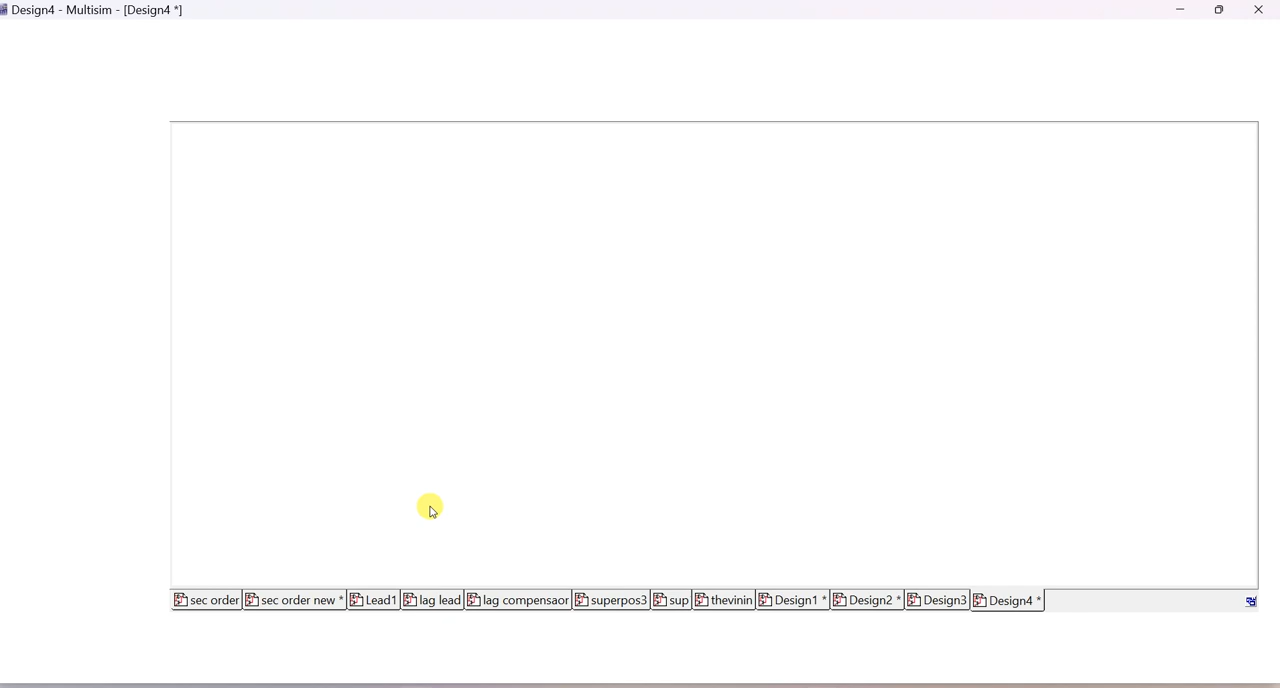 Design4 - Multisim - [Design4 *]
sec order sec order new * Lead1 lag lead lag compensaor superpos3 sup thevinin Design1 * Design2 * Design3 Design4 *